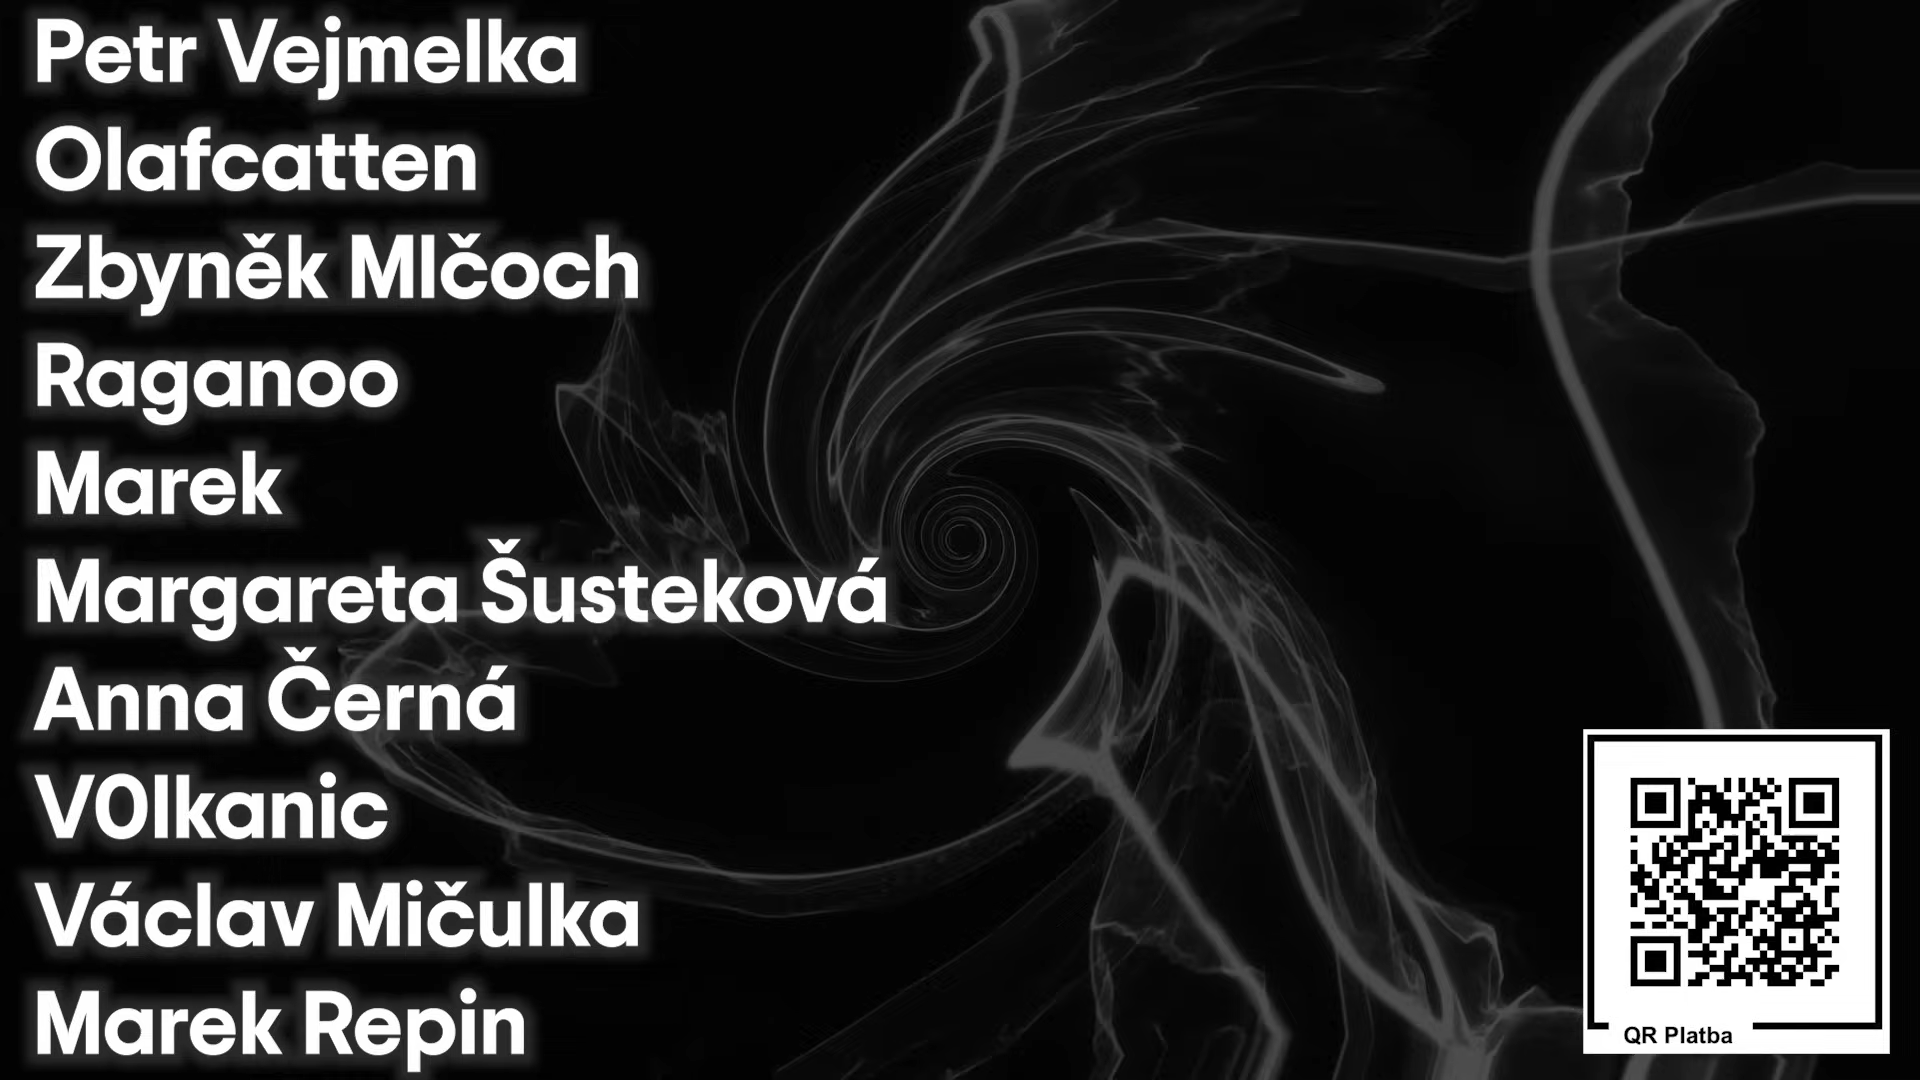 Petr Vejmelka
Olafcatten
Zbyněk Mlčoch
Raganoo
Marek
Margareta Šusteková
Anna Černá
V0lkanic
Václav Mičulka
Marek Repin
QR Platba